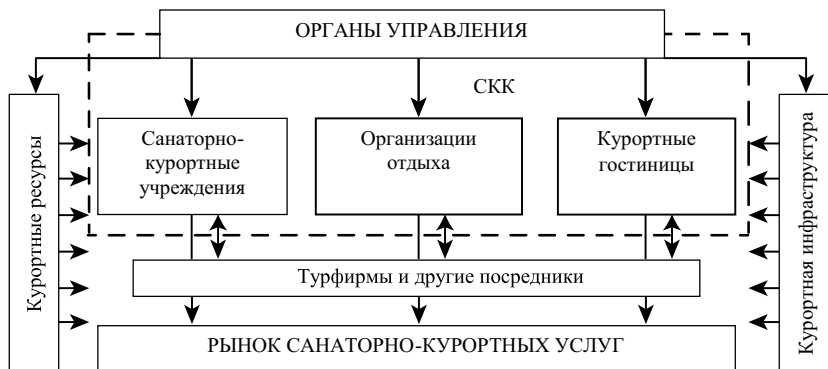 ОРГАНЫ УПРАВЛЕНИЯ
СКК
Курортные ресурсы
Санаторно-
курортные
учреждения
Организации
отдыха
Курортные
гостиницы
Курортная инфраструктура
Турфирмы и другие посредники
РЫНОК САНАТОРНО-КУРОРТНЫХ УСЛУГ